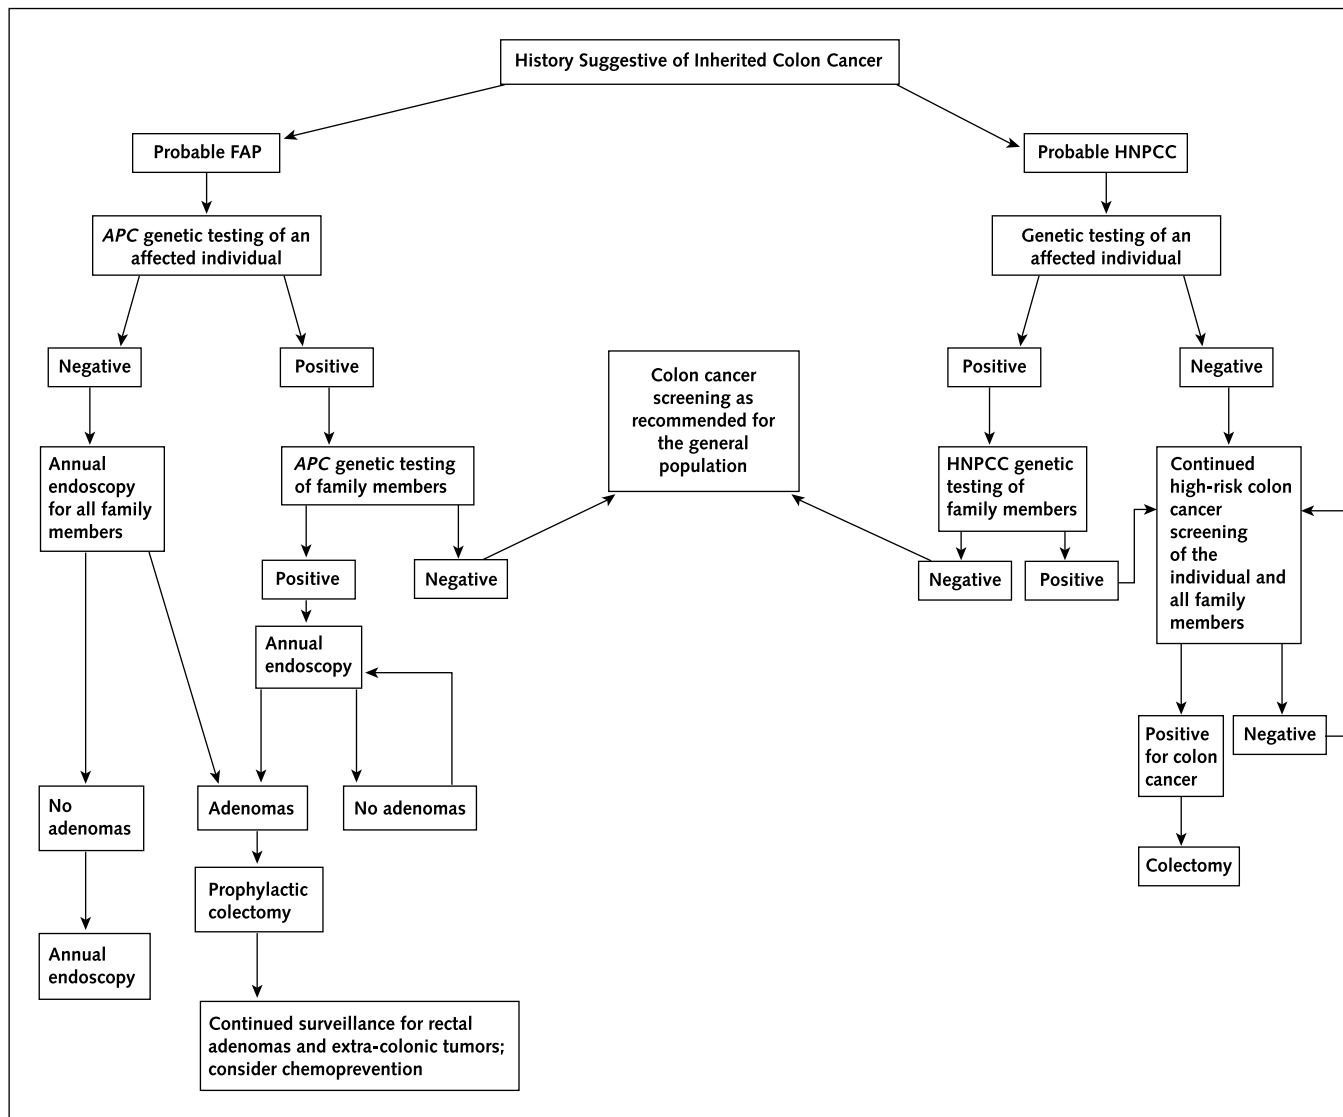 History Suggestive of Inherited Colon Cancer
Probable FAP
Probable HNPCC
APC genetic testing of an
affected individual
Genetic testing of an
affected individual
Negative
Positive
Colon cancer
screening as
recommended for
the general
population
Positive
Negative
Annual
endoscopy
for all family
members
APC genetic testing
of family members
HNPCC genetic
testing of
family members
Continued
high-risk colon
cancer
screening
of the
individual and
all family
members
Positive
Negative
Negative
Positive
Annual
endoscopy
Positive
for colon
cancer
Negative
No
adenomas
Adenomas
No adenomas
Colectomy
Prophylactic
colectomy
Annual
endoscopy
Continued surveillance for rectal
adenomas and extra-colonic tumors;
consider chemoprevention